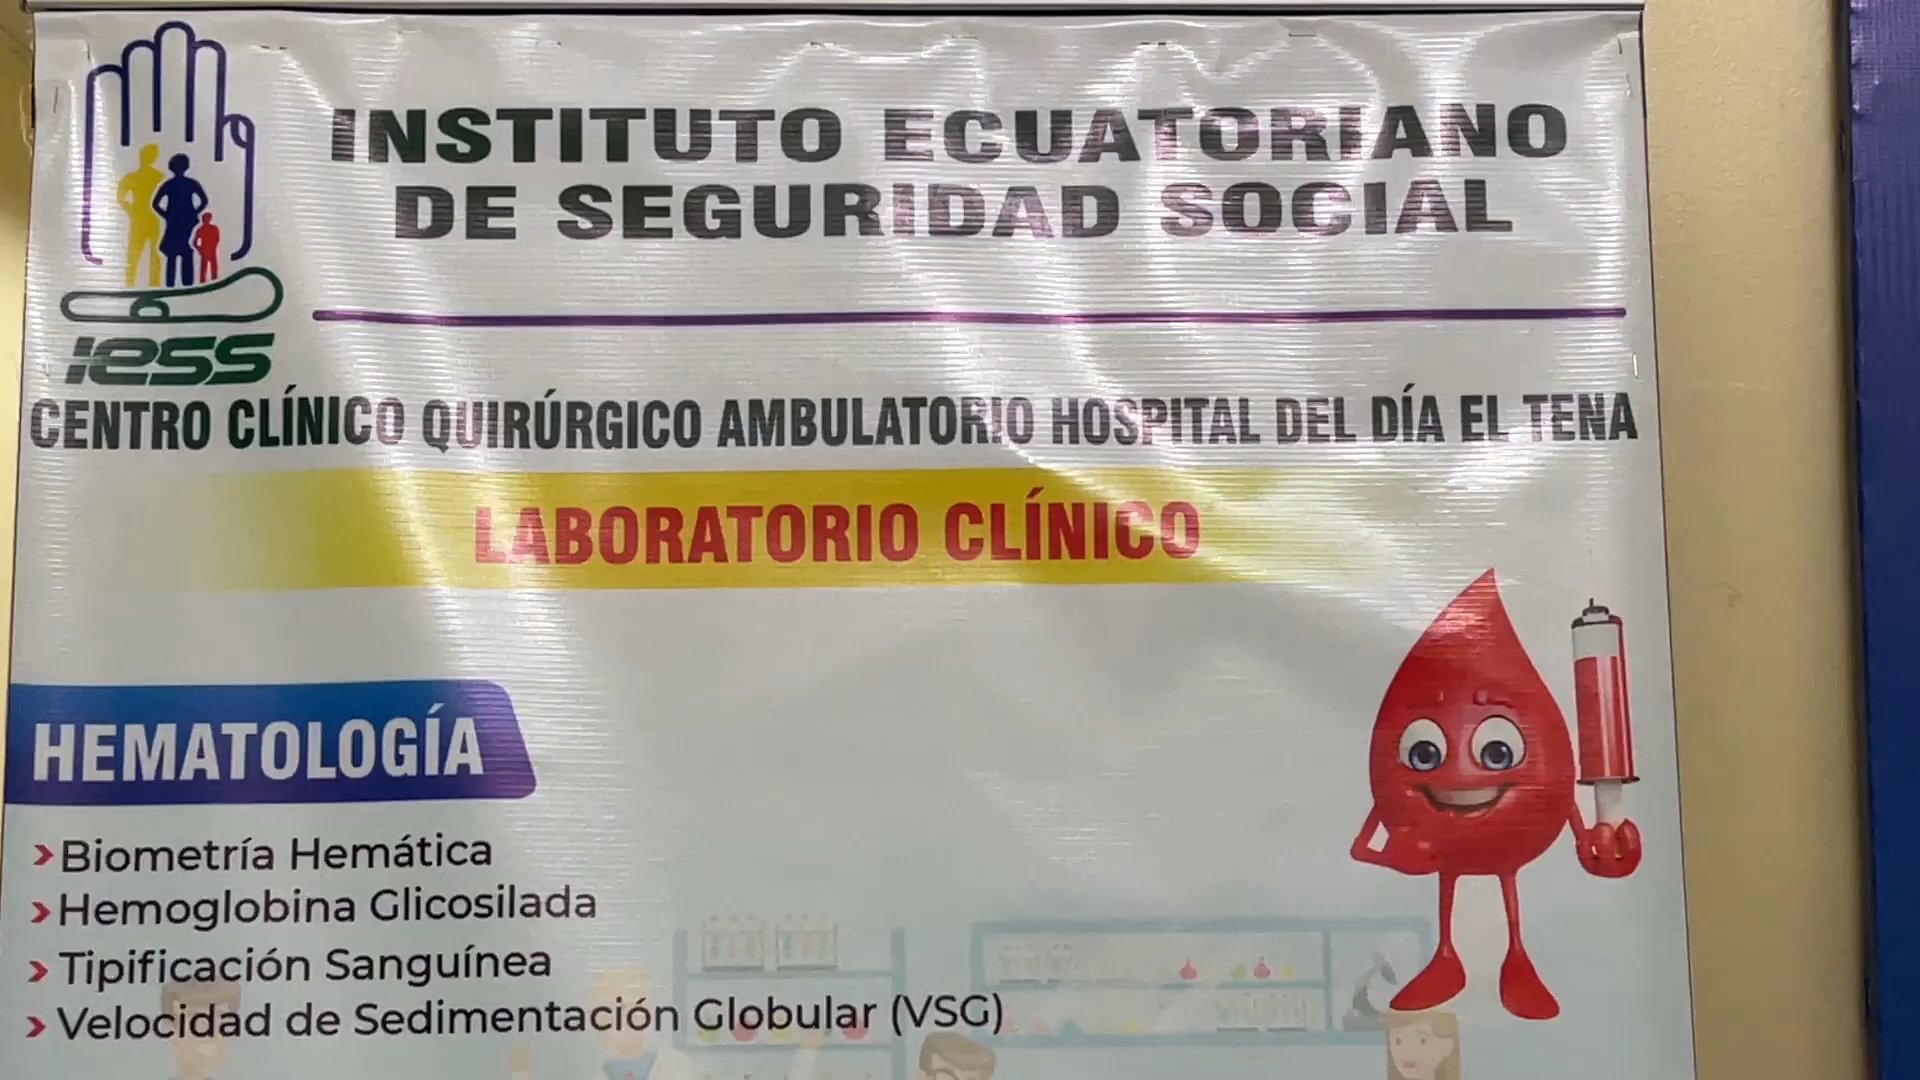 INSTITUTO ECUATORIANO
DE SEGURIDAD SOCIAL
iess
CENTRO CLÍNICO QUIRÚRGICO AMBULATORIO HOSPITAL DEL DÍA EL TENA
LABORATORIO CLÍNICO
HEMATOLOGÍA
Biometría Hemática
Hemoglobina Glicosilada
Tipificación Sanguínea
Velocidad de Sedimentación Globular (VSG)